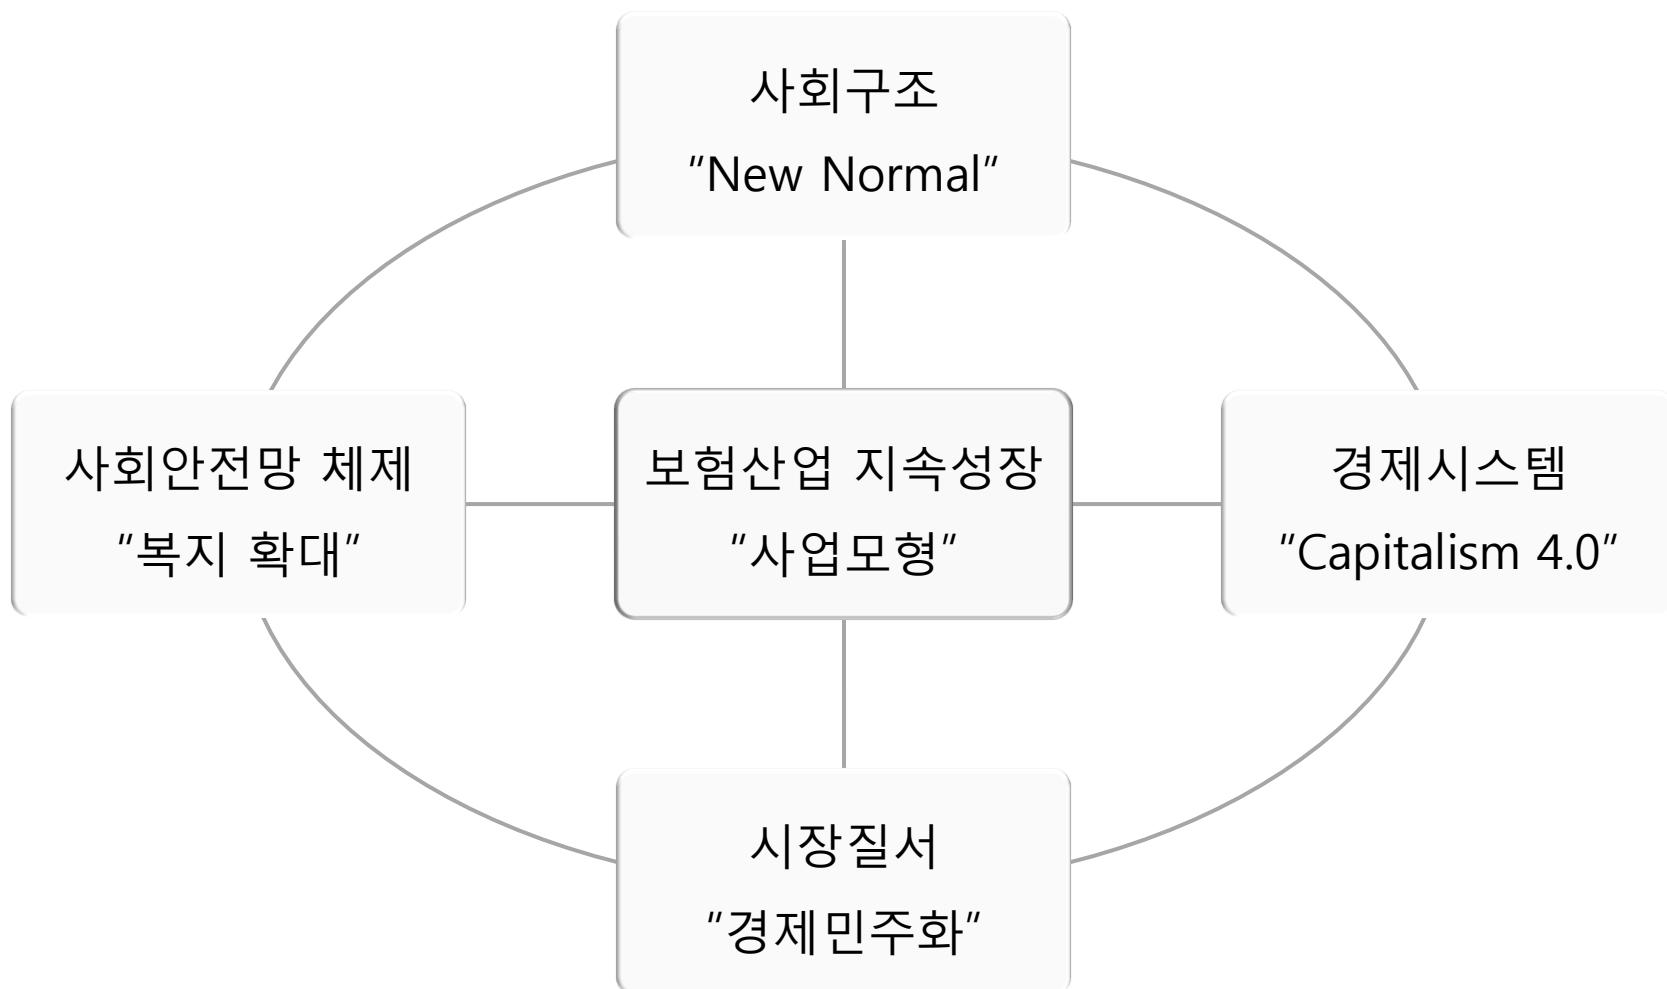 사회구조
"New Normal"
사회안전망 체제
"복지 확대"
보험산업 지속성장
"사업모형"
경제시스템
"Capitalism 4.0"
시장질서
"경제민주화"